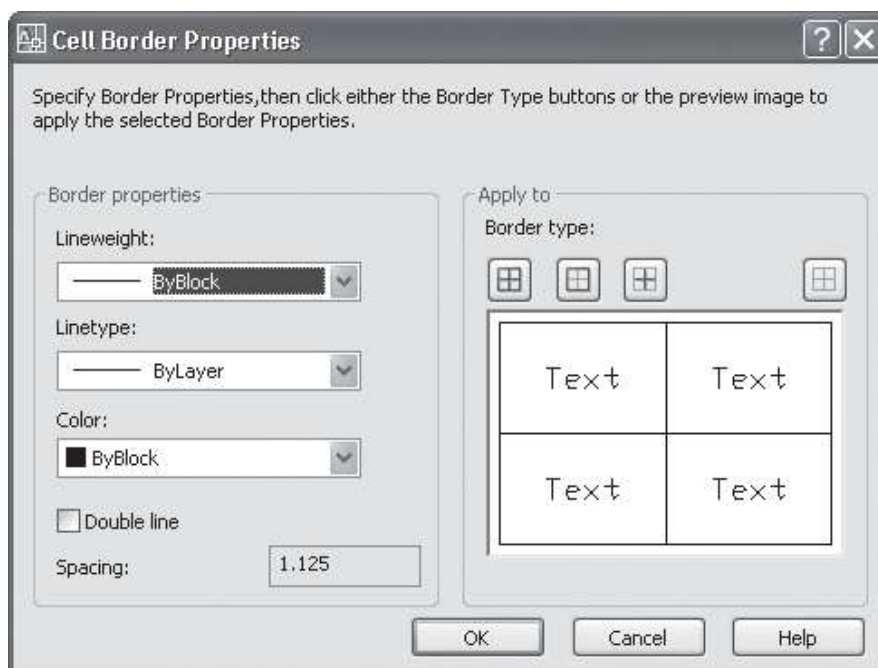 Cell Border Properties
Specify Border Properties,then click either the Border Type buttons or the preview image to
apply the selected Border Properties.
Border properties
Lineweight:
ByBlock
Linetype:
ByLayer
Color:
ByBlock
Double line
Spacing:
1.125
Apply to
Border type:
Text Text
Text Text
OK Cancel Help